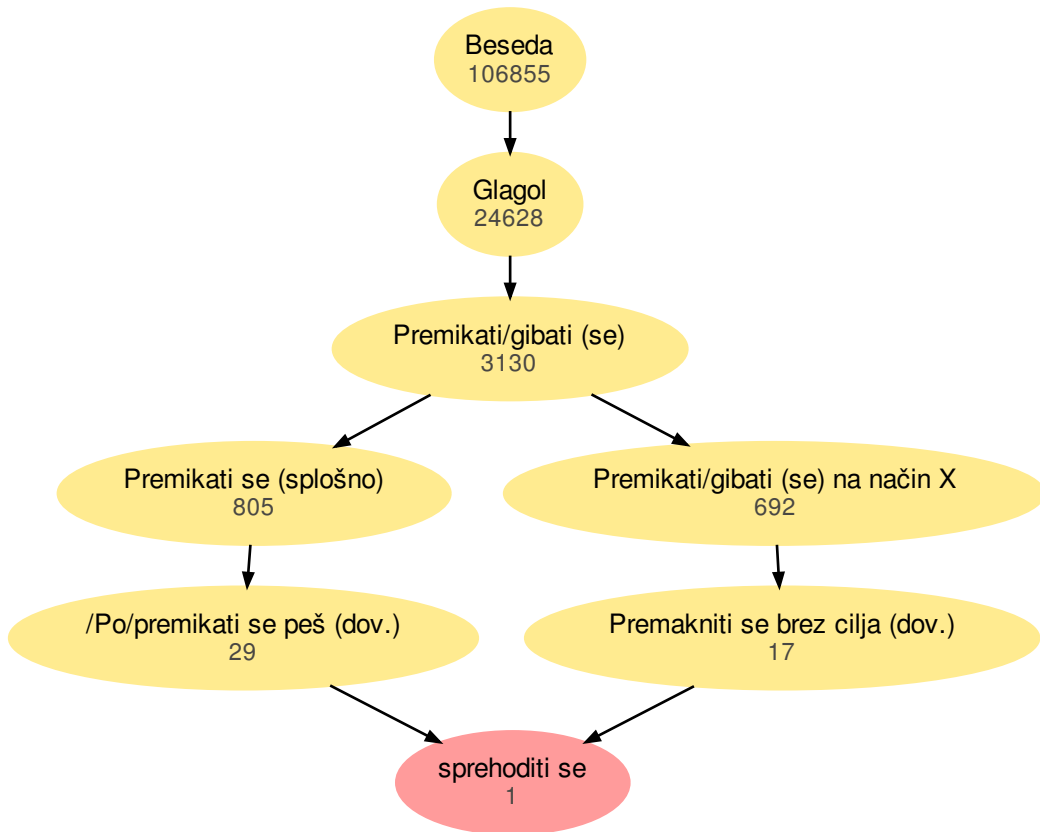 Beseda
106855
Glagol
24628
Premikati/gibati (se)
3130
Premikati se (splošno)
805
Premikati/gibati (se) na način X
692
/Po/premikati se peš (dov.)
29
Premakniti se brez cilja (dov.)
17
sprehoditi se
1